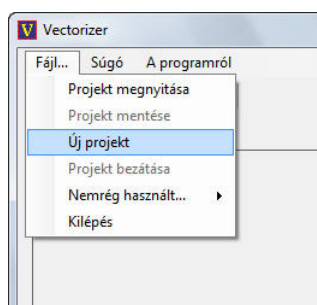 Vectorizer
Fájl... Súgó A programról
Projekt megnyitása
Projekt mentése
Új projekt
Projekt bezátása
Nemrég használt...
Kilépés